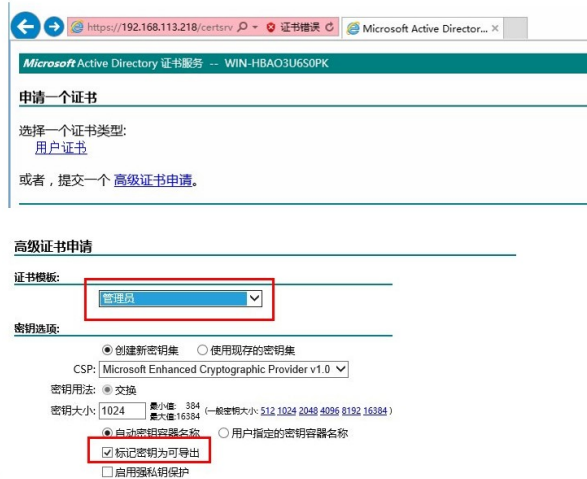 https://192.168.113.218/certsrv
证书错误
Microsoft Active Director...
Microsoft Active Directory 证书服务 -- WIN-HBAO3U6S0PK
申请一个证书
选择一个证书类型:
用户证书
或者，提交一个 高级证书申请。
高级证书申请
证书模板:
管理员
密钥选项:
创建新密钥集 使用现存的密钥集
CSP: Microsoft Enhanced Cryptographic Provider v1.0
密钥用法: 交换
密钥大小: 1024 最小值: 384 最大值:16384 (一般密钥大小: 512 1024 2048 4096 8192 16384 )
自动密钥容器名称 用户指定的密钥容器名称
标记密钥为可导出
启用强私钥保护